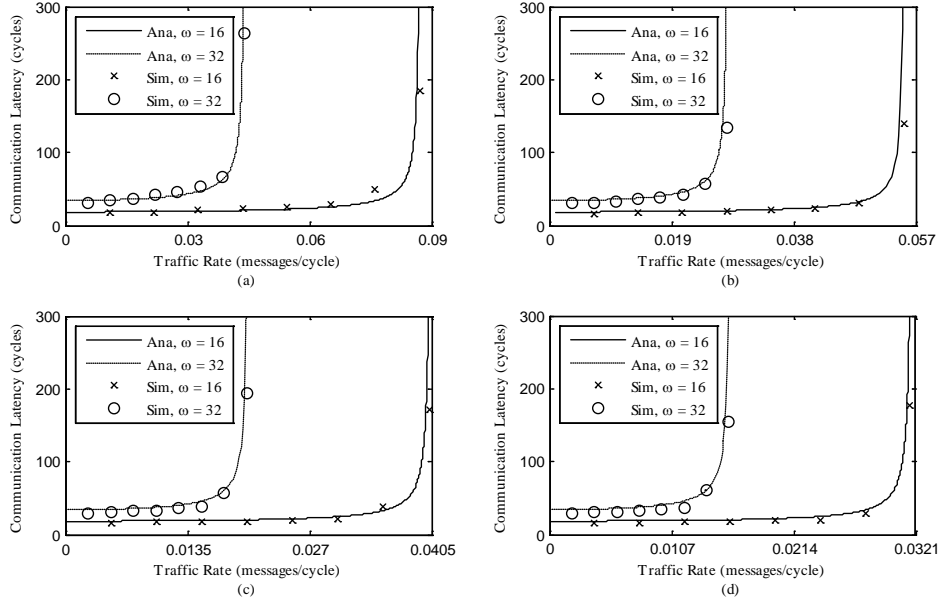 300
200
100
0
Communication Latency (cycles)
Ana, ω = 16
Ana, ω = 32
Sim, ω = 16
Sim, ω = 32
0 0.03 0.06 0.09
Traffic Rate (messages/cycle)
(a)
300
200
100
0
Communication Latency (cycles)
Ana, ω = 16
Ana, ω = 32
Sim, ω = 16
Sim, ω = 32
0 0.019 0.038 0.057
Traffic Rate (messages/cycle)
(b)
300
200
100
0
Communication Latency (cycles)
Ana, ω = 16
Ana, ω = 32
Sim, ω = 16
Sim, ω = 32
0 0.0135 0.027 0.0405
Traffic Rate (messages/cycle)
(c)
300
200
100
0
Communication Latency (cycles)
Ana, ω = 16
Ana, ω = 32
Sim, ω = 16
Sim, ω = 32
0 0.0107 0.0214 0.0321
Traffic Rate (messages/cycle)
(d)